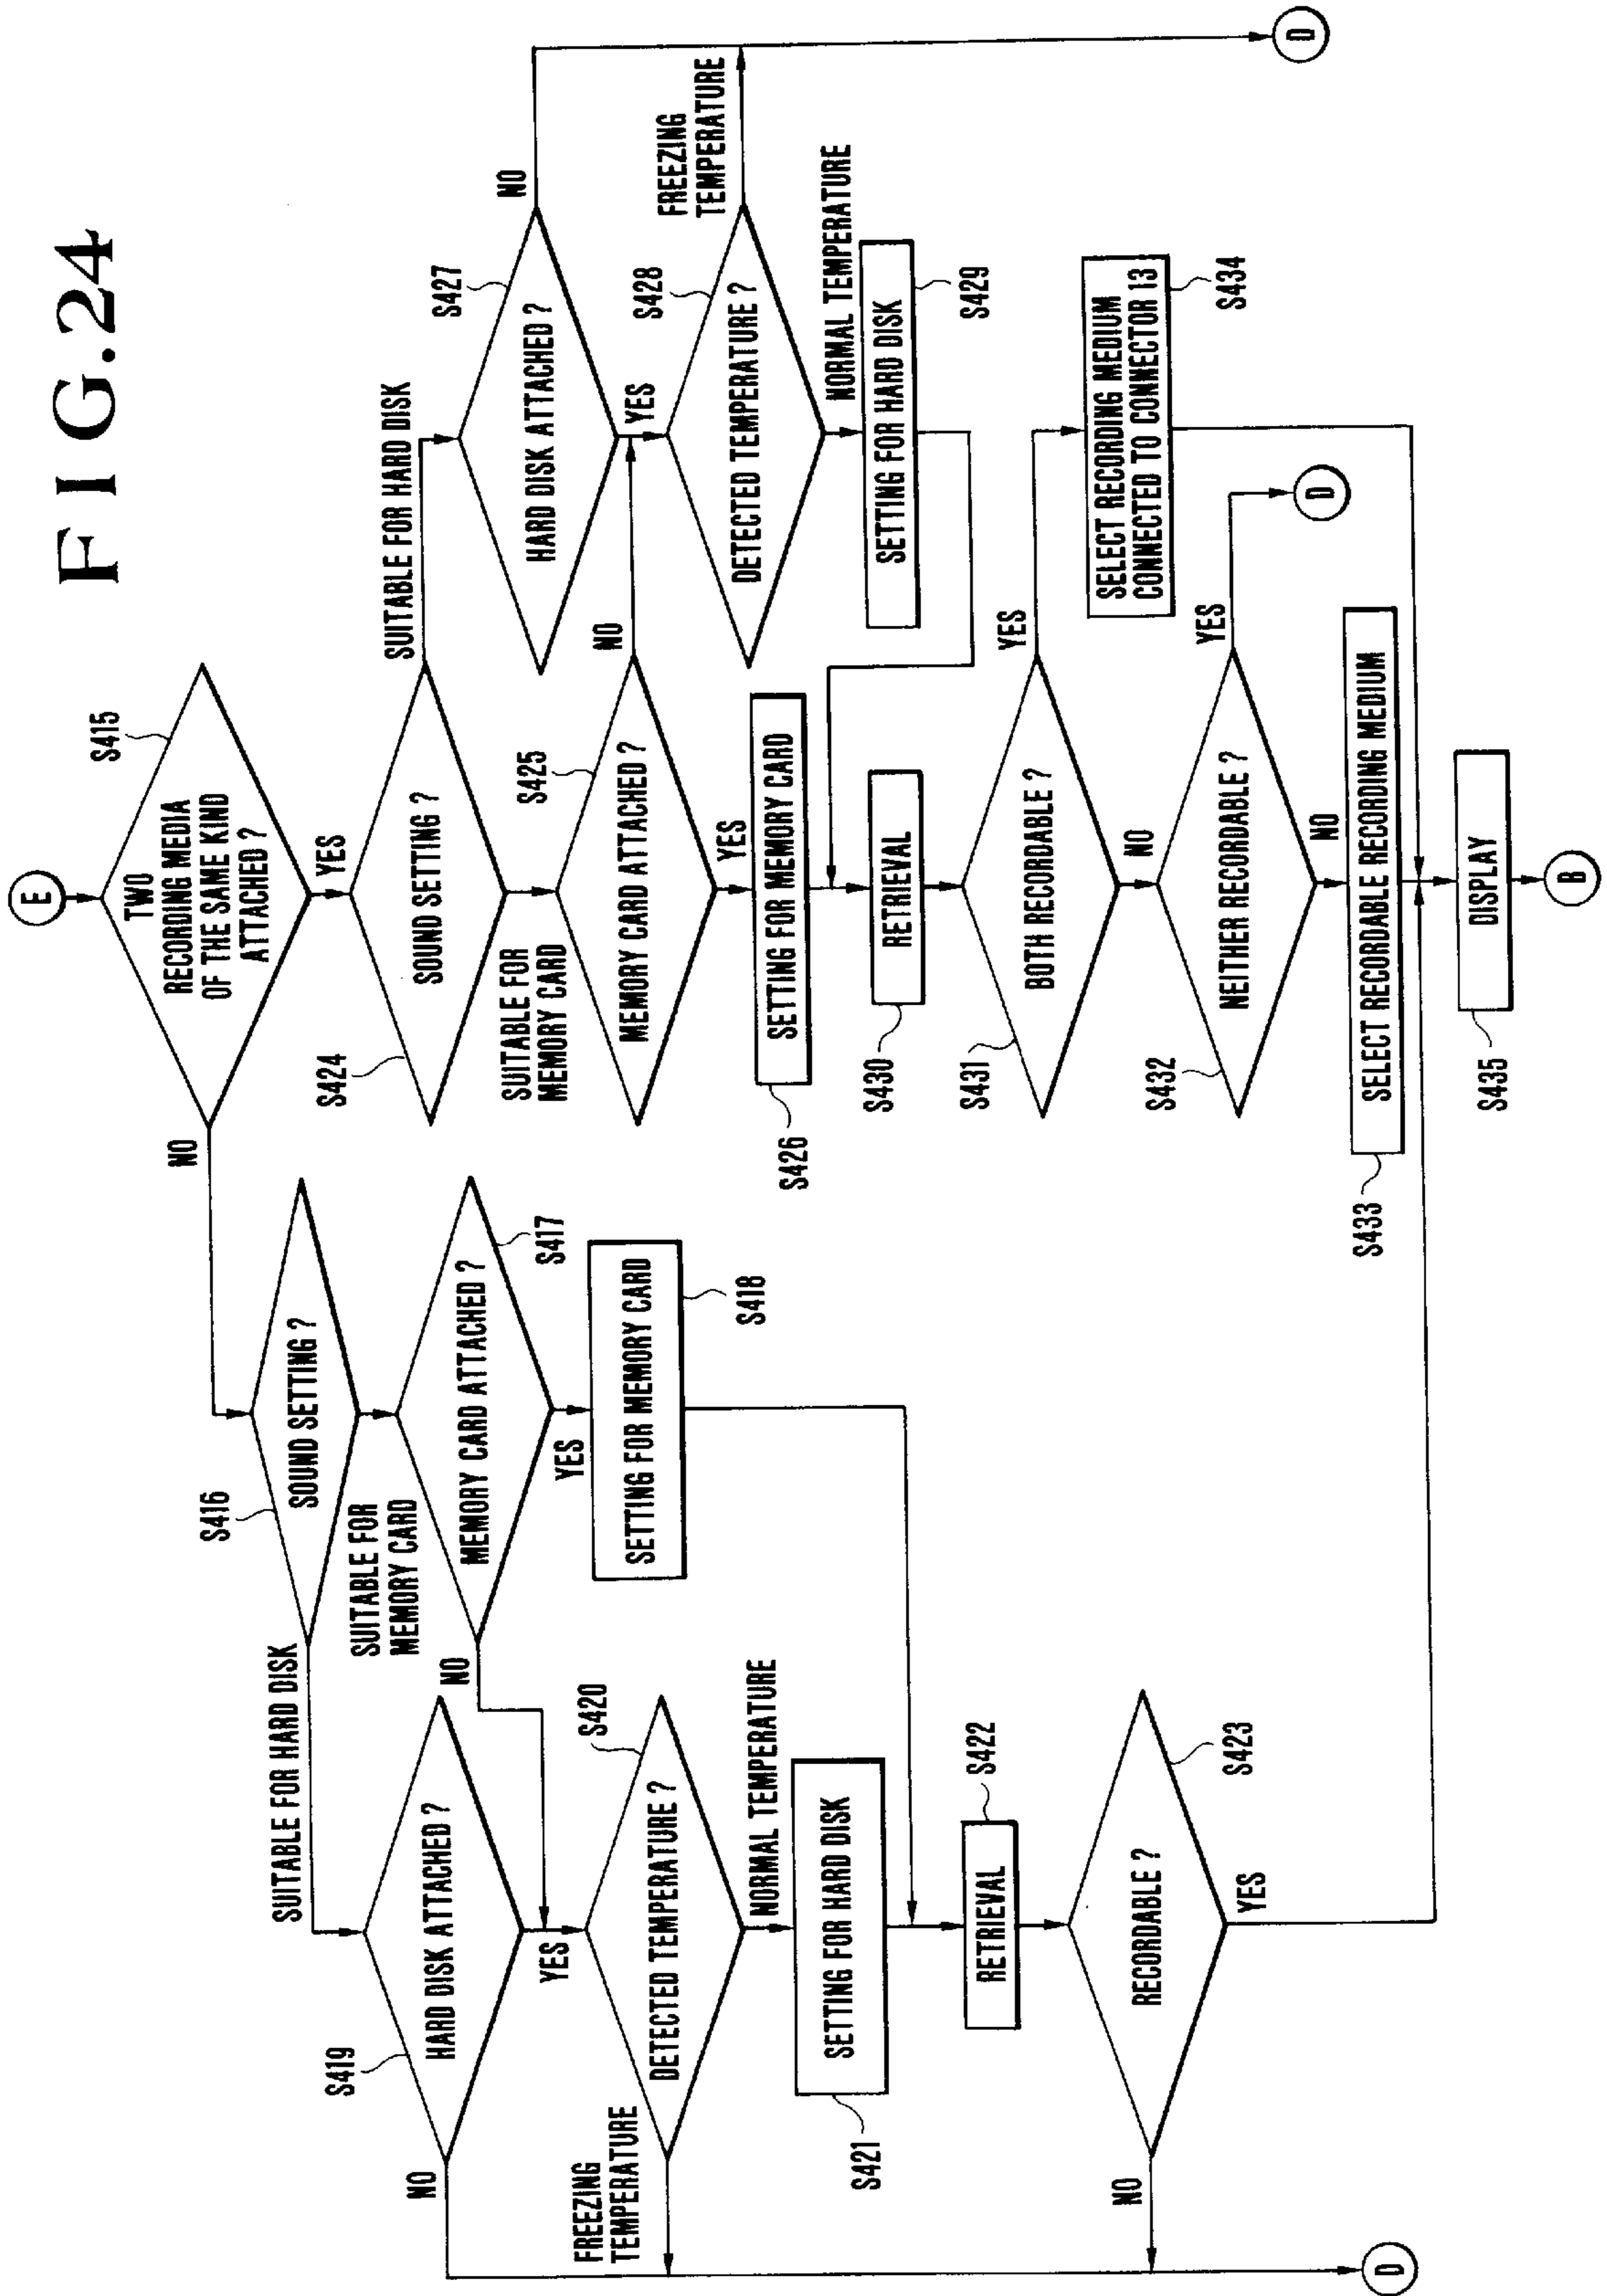 FIG.24
E
S415
TWO
RECORDING MEDIA
OF THE SAME KIND
ATTACHED ?
NO
YES
S416
SOUND SETTING ?
SUITABLE FOR HARD DISK
SUITABLE FOR
MEMORY CARD
S417
MEMORY CARD ATTACHED ?
NO
YES
SETTING FOR MEMORY CARD
S418
S419
HARD DISK ATTACHED ?
NO
YES
S420
DETECTED TEMPERATURE ?
FREEZING
TEMPERATURE
NORMAL TEMPERATURE
SETTING FOR HARD DISK
S421
RETRIEVAL
S422
RECORDABLE ?
S423
NO
YES
D
S424
SOUND SETTING ?
SUITABLE FOR HARD DISK
SUITABLE FOR
MEMORY CARD
S425
MEMORY CARD ATTACHED ?
NO
YES
SETTING FOR MEMORY CARD
S426
S427
HARD DISK ATTACHED ?
NO
YES
S428
DETECTED TEMPERATURE ?
FREEZING
TEMPERATURE
NORMAL TEMPERATURE
SETTING FOR HARD DISK
S429
D
RETRIEVAL
S430
BOTH RECORDABLE ?
S431
YES
NO
SELECT RECORDING MEDIUM
CONNECTED TO CONNECTOR 13
S434
NEITHER RECORDABLE ?
S432
YES
D
NO
SELECT RECORDABLE RECORDING MEDIUM
S433
DISPLAY
S435
B